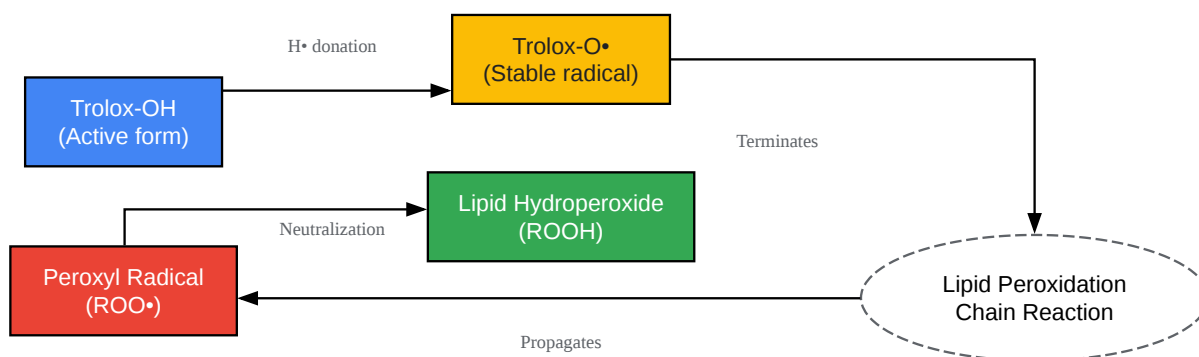 H• donation
Trolox-O•
(Stable radical)
Trolox-OH
(Active form)
Terminates
Lipid Hydroperoxide
(ROOH)
Neutralization
Peroxyl Radical
(ROO•)
Lipid Peroxidation
Chain Reaction
Propagates